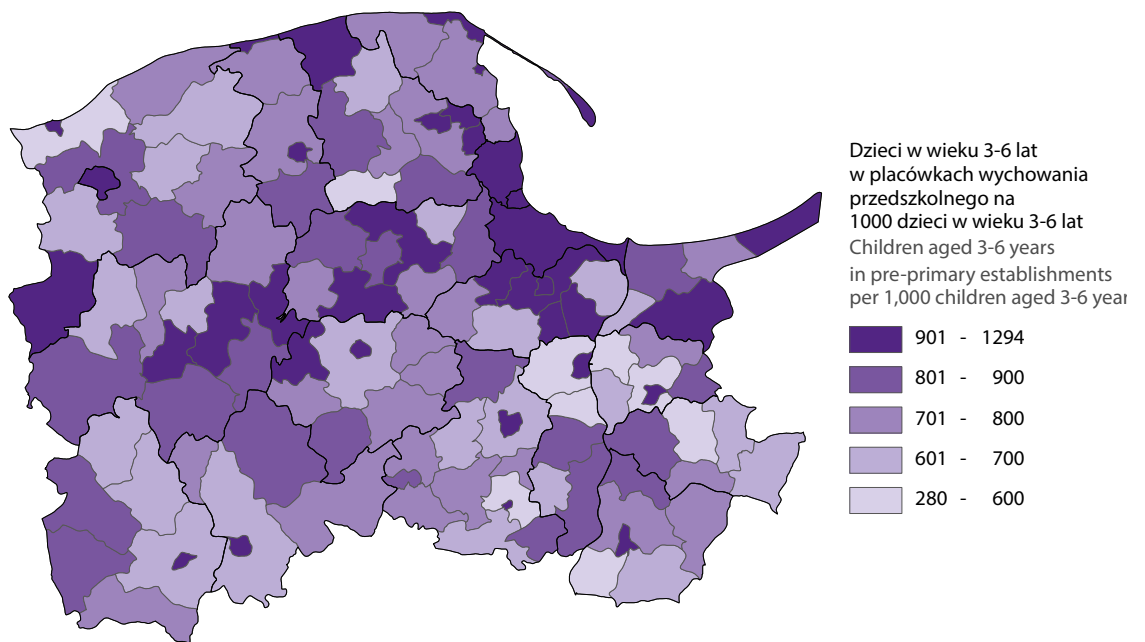 Dzieci w wieku 3-6 lat
w placówkach wychowania
przedszkolnego na
1000 dzieci w wieku 3-6 lat
Children aged 3-6 years
in pre-primary establishments
per 1,000 children aged 3-6 year
901 - 1294
801 - 900
701 - 800
601 - 700
280 - 600